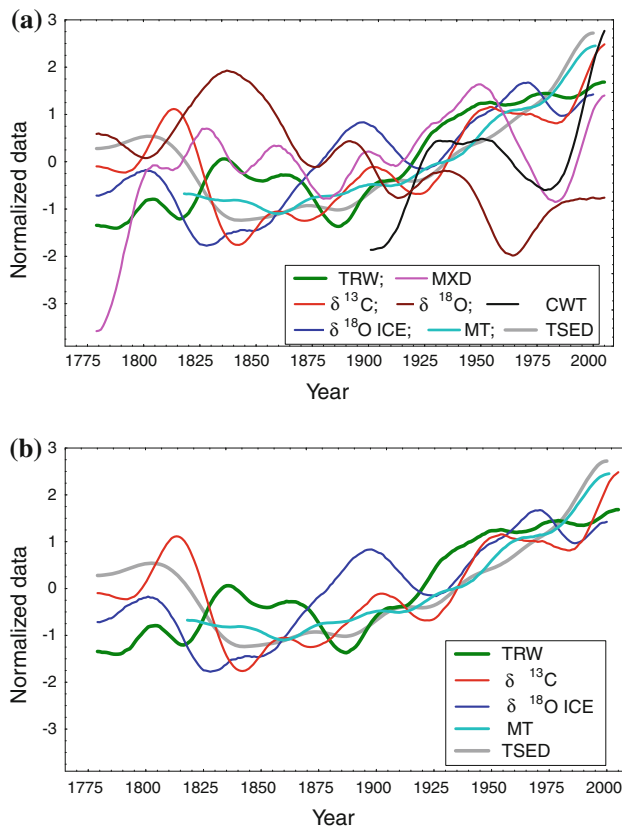 (a)
3
2
1
0
-1
-2
-3
Normalized data
TRW; MXD
δ ¹³C; δ ¹⁸O; CWT
δ ¹⁸O ICE; MT; TSED
1775 1800 1825 1850 1875 1900 1925 1950 1975 2000
Year
(b)
3
2
1
0
-1
-2
-3
Normalized data
TRW
δ ¹³C
δ ¹⁸O ICE
MT
TSED
1775 1800 1825 1850 1875 1900 1925 1950 1975 2000
Year